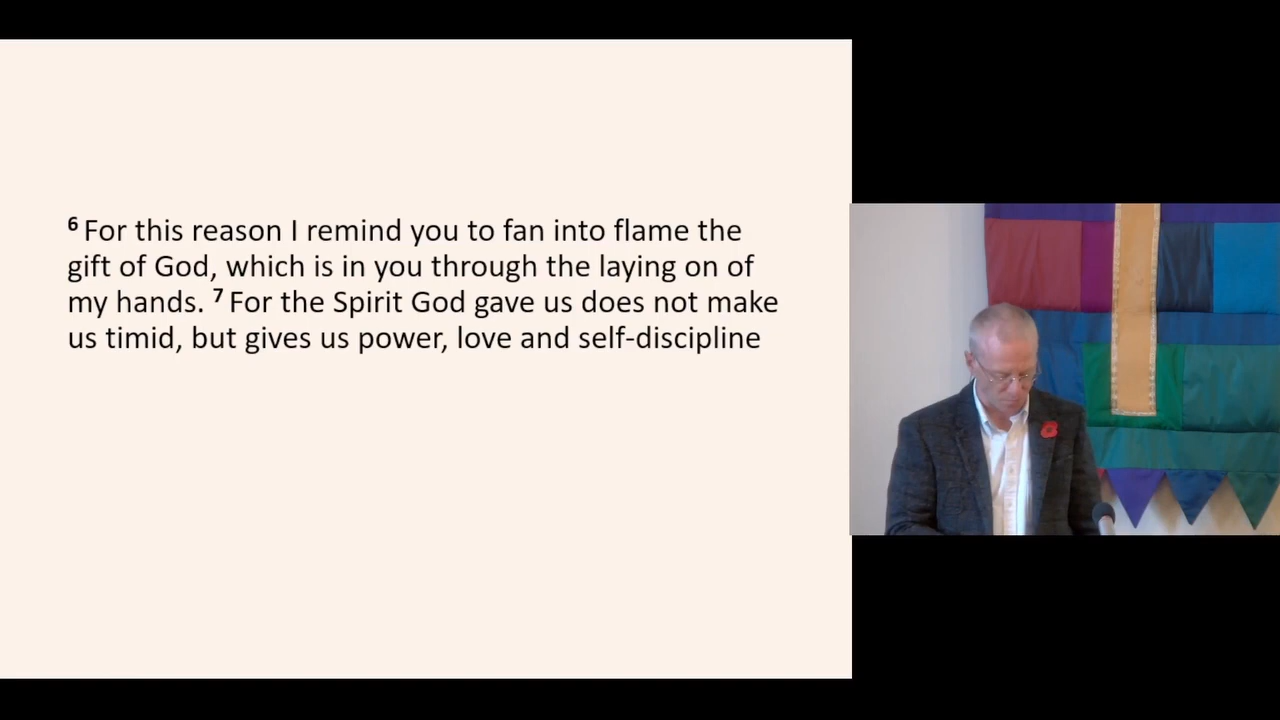 6 For this reason I remind you to fan into flame the
gift of God, which is in you through the laying on of
my hands. 7 For the Spirit God gave us does not make
us timid, but gives us power, love and self-discipline